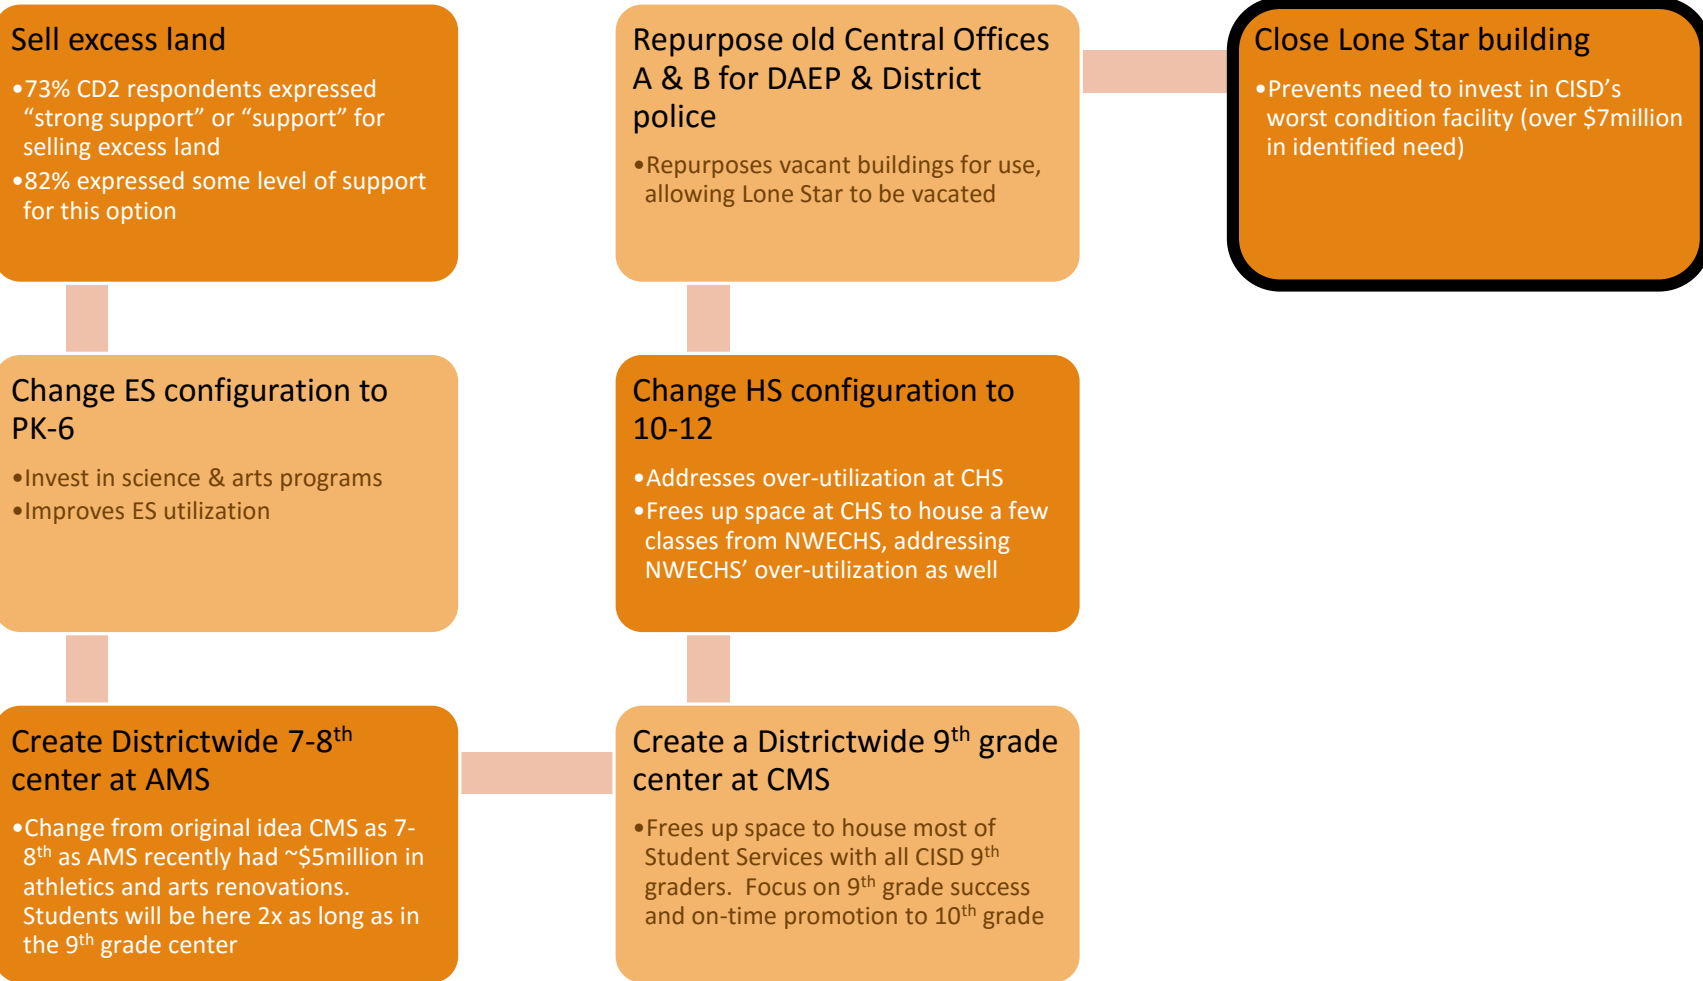 Sell excess land
•73% CD2 respondents expressed
“strong support” or “support” for
selling excess land
•82% expressed some level of support
for this option
Change ES configuration to
PK-6
•Invest in science & arts programs
•Improves ES utilization
Create Districtwide 7-8th
center at AMS
•Change from original idea CMS as 7-
8th as AMS recently had ~$5million in
athletics and arts renovations.
Students will be here 2x as long as in
the 9th grade center
Create a Districtwide 9th grade
center at CMS
•Frees up space to house most of
Student Services with all CISD 9th
graders.  Focus on 9th grade success
and on-time promotion to 10th grade
Change HS configuration to
10-12
•Addresses over-utilization at CHS
•Frees up space at CHS to house a few
classes from NWECHS, addressing
NWECHS’ over-utilization as well
Repurpose old Central Offices
A & B for DAEP & District
police
•Repurposes vacant buildings for use,
allowing Lone Star to be vacated
Close Lone Star building
•Prevents need to invest in CISD’s
worst condition facility (over $7million
in identified need)